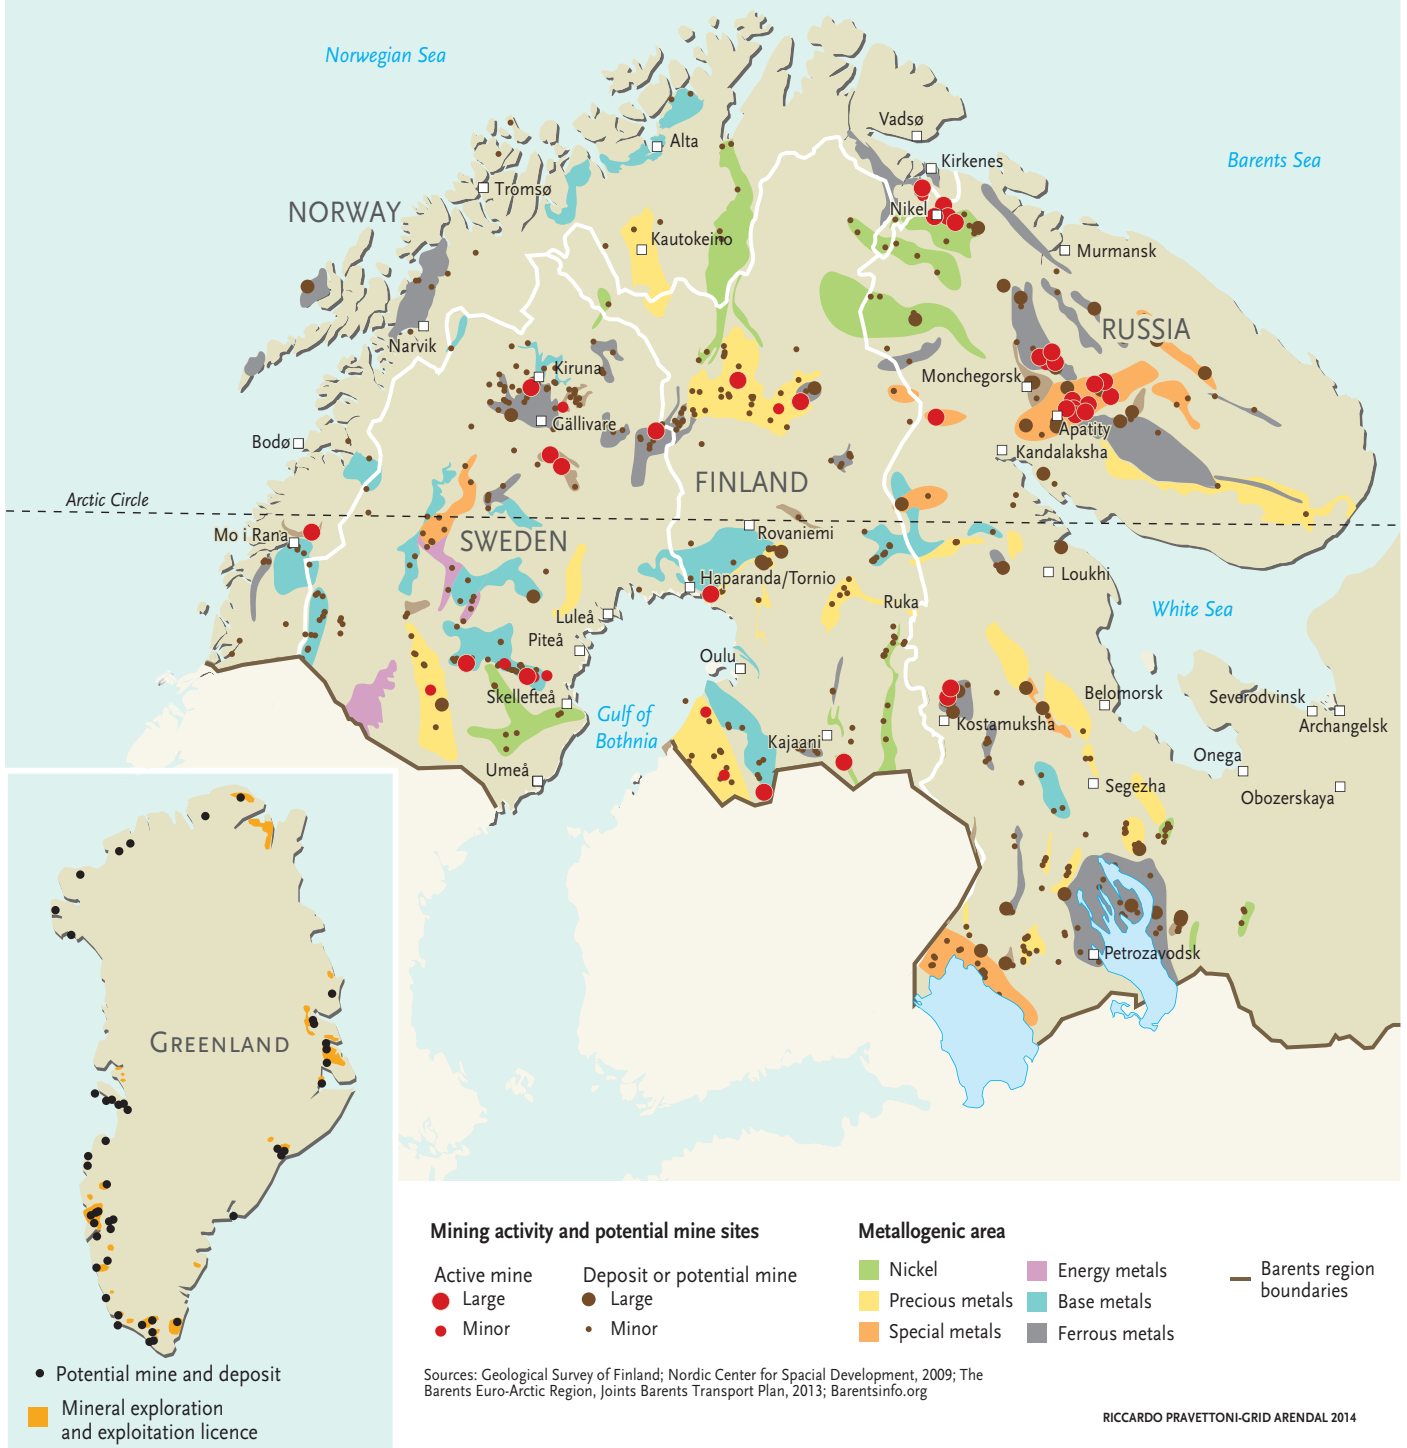 Norwegian Sea
Barents Sea
Vadsø
Alta
Kirkenes
Tromsø
NORWAY
Nikel
Kautokeino
Murmansk
Narvik
RUSSIA
Kiruna
Monchegorsk
Gällivare
Apatity
Bodø
Kandalaksha
FINLAND
Arctic Circle
Mo i Rana
SWEDEN
Rovaniemi
Haparanda/Tornio
Loukhi
Ruka
White Sea
Luleå
Piteå
Oulu
Skellefteå
Belomorsk
Severodvinsk
Archangelsk
Gulf of
Bothnia
Kajaani
Kostamuksha
Onega
Umeå
Segezha
Obozerskaya
Petrozavodsk
GREENLAND
Potential mine and deposit
Mineral exploration
and exploitation licence
Mining activity and potential mine sites
Active mine
Large
Minor
Deposit or potential mine
Large
Minor
Metallogenic area
Nickel
Precious metals
Special metals
Energy metals
Base metals
Ferrous metals
Barents region
boundaries
Sources: Geological Survey of Finland; Nordic Center for Spacial Development, 2009; The
Barents Euro-Arctic Region, Joints Barents Transport Plan, 2013; Barentsinfo.org
RICCARDO PRAVETTONI-GRID ARENDAL 2014